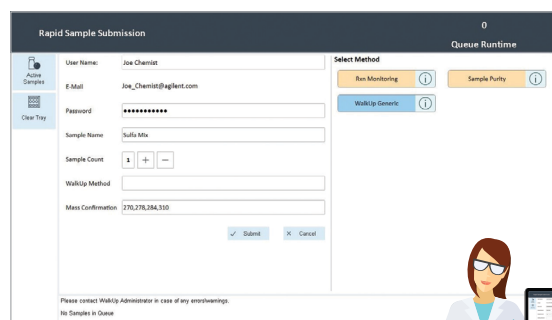 Rapid Sample Submission
0
Queue Runtime
Active
Samples
Clear Tray
User Name: Joe Chemist
E-Mail Joe_Chemist@agilent.com
Password •••••••••••
Sample Name Sulfa Mix
Sample Count 1 + −
WalkUp Method
Mass Confirmation 270,278,284,310
✓ Submit × Cancel
Select Method
Rxn Monitoring i Sample Purity i
WalkUp Generic i
Please contact WalkUp Administrator in case of any errors/warnings.
No Samples in Queue